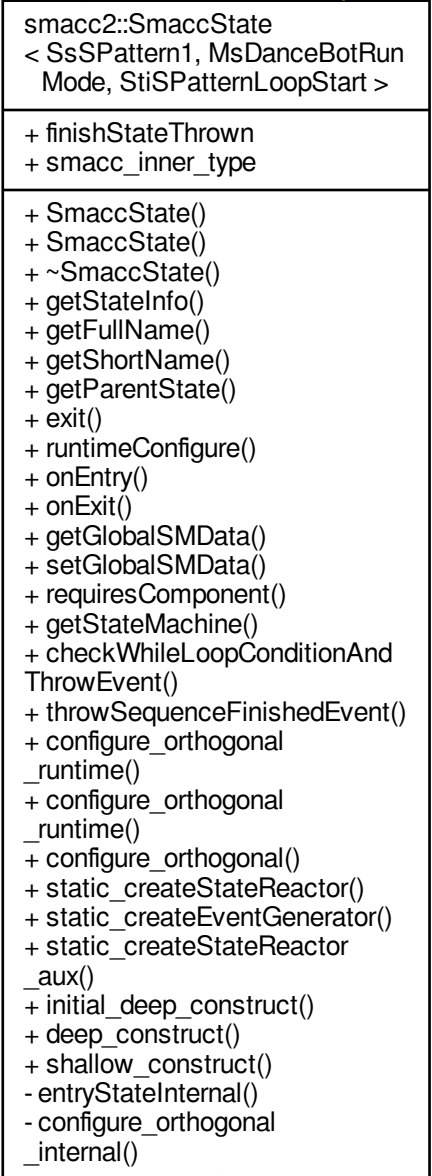 smacc2::SmaccState
< SsSPattern1, MsDanceBotRun
Mode, StiSPatternLoopStart >
+ finishStateThrown
+ smacc_inner_type
+ SmaccState()
+ SmaccState()
+ ~SmaccState()
+ getStateInfo()
+ getFullName()
+ getShortName()
+ getParentState()
+ exit()
+ runtimeConfigure()
+ onEntry()
+ onExit()
+ getGlobalSMData()
+ setGlobalSMData()
+ requiresComponent()
+ getStateMachine()
+ checkWhileLoopConditionAnd
ThrowEvent()
+ throwSequenceFinishedEvent()
+ configure_orthogonal
_runtime()
+ configure_orthogonal
_runtime()
+ configure_orthogonal()
+ static_createStateReactor()
+ static_createEventGenerator()
+ static_createStateReactor
_aux()
+ initial_deep_construct()
+ deep_construct()
+ shallow_construct()
- entryStateInternal()
- configure_orthogonal
_internal()